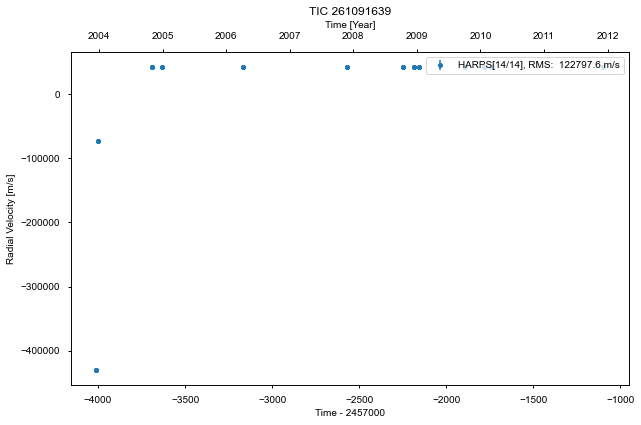 TIC 261091639
Time [Year]
2004 2005 2006 2007 2008 2009 2010 2011 2012
HARPS[14/14], RMS: 122797.6 m/s
0
−100000
−200000
−300000
−400000
Radial Velocity [m/s]
−4000 −3500 −3000 −2500 −2000 −1500 −1000
Time - 2457000